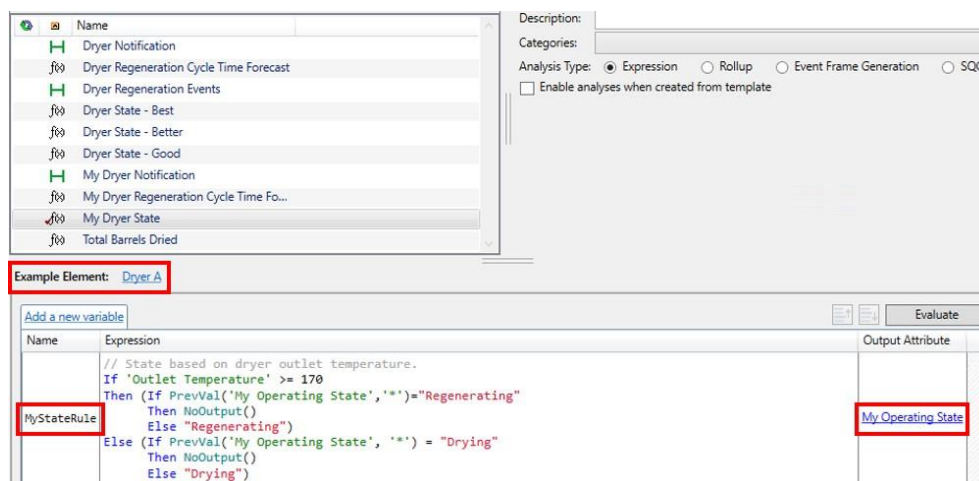 Name
Dryer Notification
Dryer Regeneration Cycle Time Forecast
Dryer Regeneration Events
Dryer State - Best
Dryer State - Better
Dryer State - Good
My Dryer Notification
My Dryer Regeneration Cycle Time Fo...
My Dryer State
Total Barrels Dried
Description:
Categories:
Analysis Type: Expression Rollup Event Frame Generation SQC
Enable analyses when created from template
Example Element: Dryer A
Add a new variable Evaluate
Name Expression Output Attribute
// State based on dryer outlet temperature.
If 'Outlet Temperature' >= 170
Then (If PrevVal('My Operating State','*')="Regenerating"
MyStateRule Then NoOutput() My Operating State
Else "Regenerating")
Else (If PrevVal('My Operating State', '*') = "Drying"
Then NoOutput()
Else "Drying")